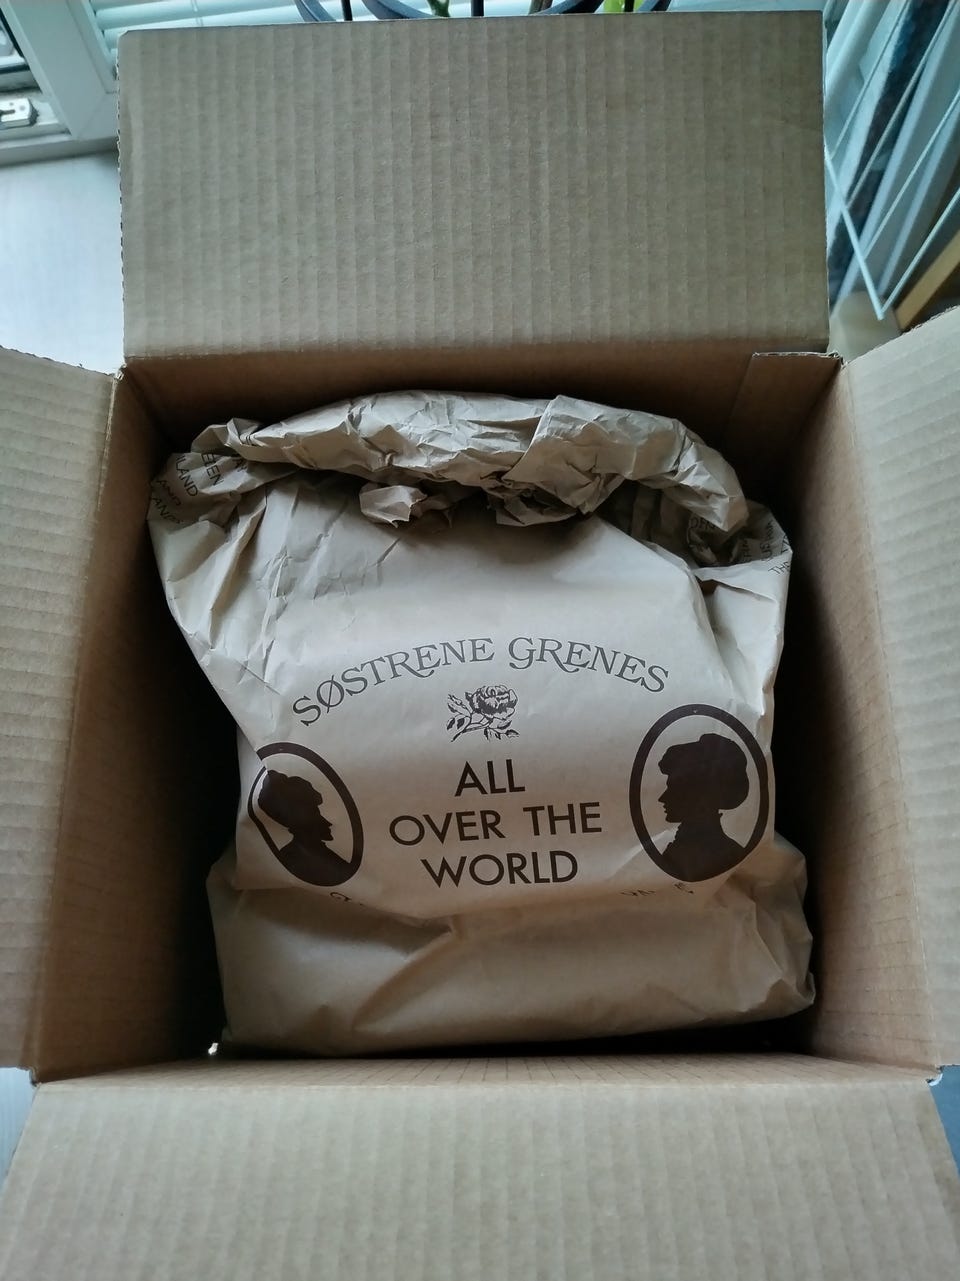 SØSTRENE GRENES
ALL
OVER THE
WORLD